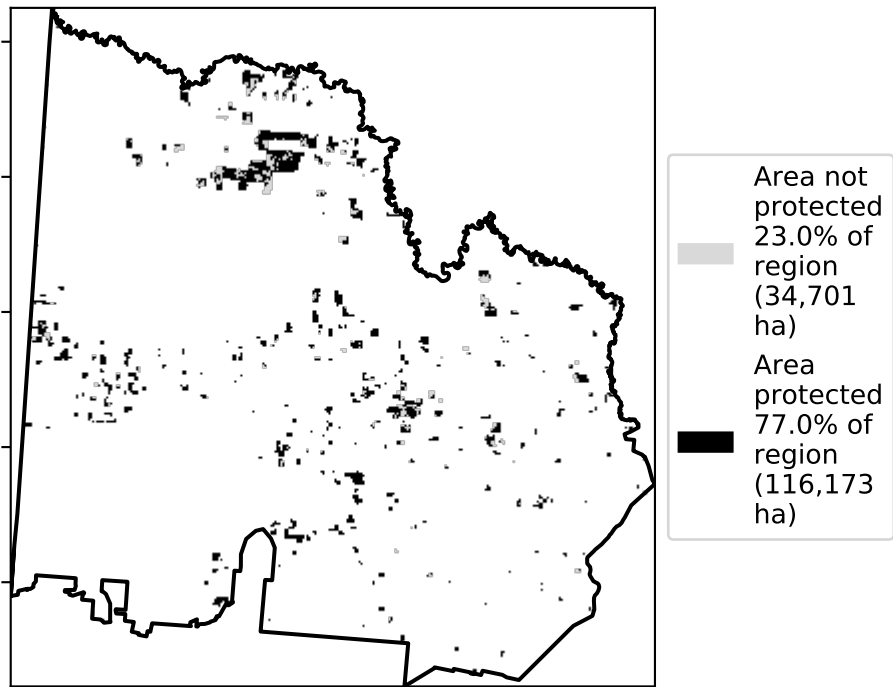 Area not
protected
23.0% of
region
(34,701
ha)
Area
protected
77.0% of
region
(116,173
ha)